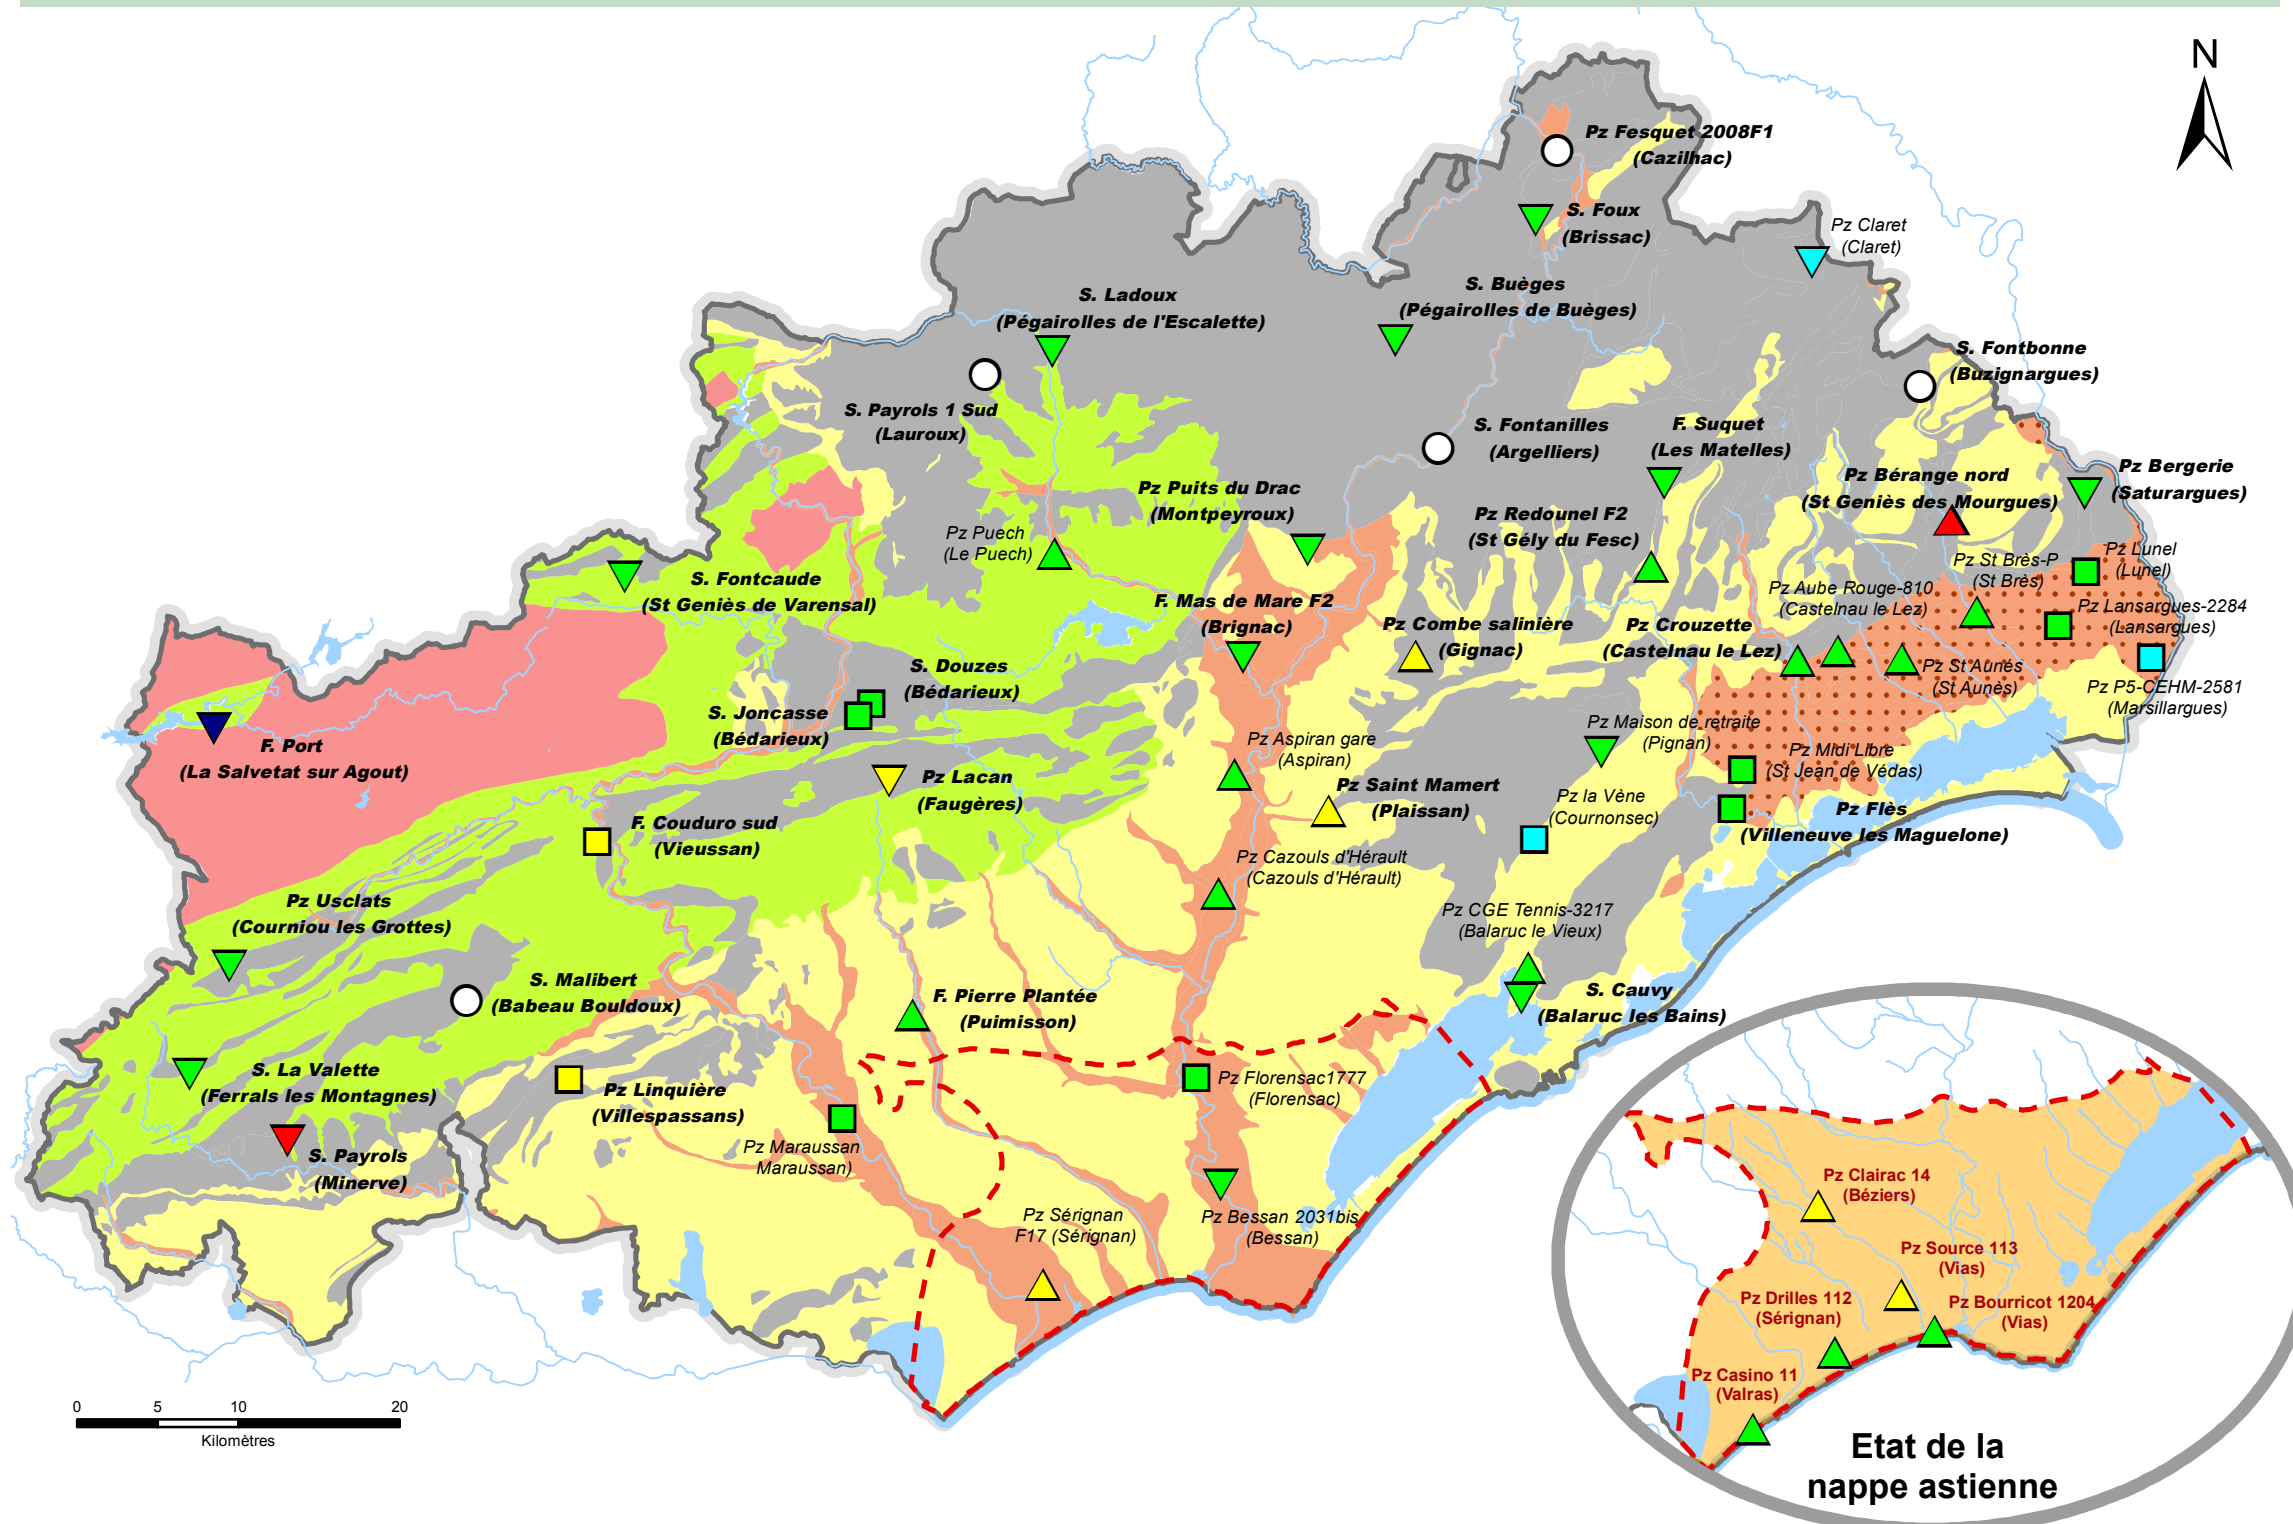 N
Pz Fesquet 2008F1
(Cazilhac)
S. Foux
(Brissac)
Pz Claret
(Claret)
S. Buèges
(Pégairolles de Buèges)
S. Ladoux
(Pégairolles de l'Escalette)
S. Fontbonne
(Buzignargues)
S. Payrols 1 Sud
(Lauroux)
S. Fontanilles
(Argelliers)
F. Suquet
(Les Matelles)
Pz Bérange nord
(St Geniès des Mourgues)
Pz Bergerie
(Saturargues)
Pz Puits du Drac
(Montpeyroux)
Pz Redounel F2
(St Gély du Fesc)
Pz Puech
(Le Puech)
Pz St Brès-P
(St Brès)
Pz Lunel
(Lunel)
S. Fontcaude
(St Geniès de Varensal)
Pz Aube Rouge-810
(Castelnau le Lez)
F. Mas de Mare F2
(Brignac)
Pz Lansargues-2284
(Lansargues)
Pz Combe salinière
(Gignac)
Pz Crouzette
(Castelnau le Lez)
S. Douzes
(Bédarieux)
Pz St Aunés
(St Aunès)
Pz P5-CEHM-2581
(Marsillargues)
S. Joncasse
(Bédarieux)
Pz Maison de retraite
(Pignan)
F. Port
(La Salvetat sur Agout)
Pz Aspiran gare
(Aspiran)
Pz Midi Libre
(St Jean de Védas)
Pz Lacan
(Faugères)
Pz Saint Mamert
(Plaissan)
Pz la Vène
(Cournonsec)
Pz Flès
(Villeneuve les Maguelone)
F. Couduro sud
(Vieussan)
Pz Cazouls d'Hérault
(Cazouls d'Hérault)
Pz Usclats
(Courniou les Grottes)
Pz CGE Tennis-3217
(Balaruc le Vieux)
S. Malibert
(Babeau Bouldoux)
F. Pierre Plantée
(Puimisson)
S. Cauvy
(Balaruc les Bains)
S. La Valette
(Ferrals les Montagnes)
Pz Linquière
(Villespassans)
Pz Florensac1777
(Florensac)
S. Payrols
(Minerve)
Pz Maraussan
Maraussan)
Pz Sérignan
F17 (Sérignan)
Pz Bessan 2031bis
(Bessan)
Pz Clairac 14
(Béziers)
Pz Source 113
(Vias)
Pz Drilles 112
(Sérignan)
Pz Bourricot 1204
(Vias)
Pz Casino 11
(Valras)
0 5 10 20
Kilomètres
Etat de la
nappe astienne